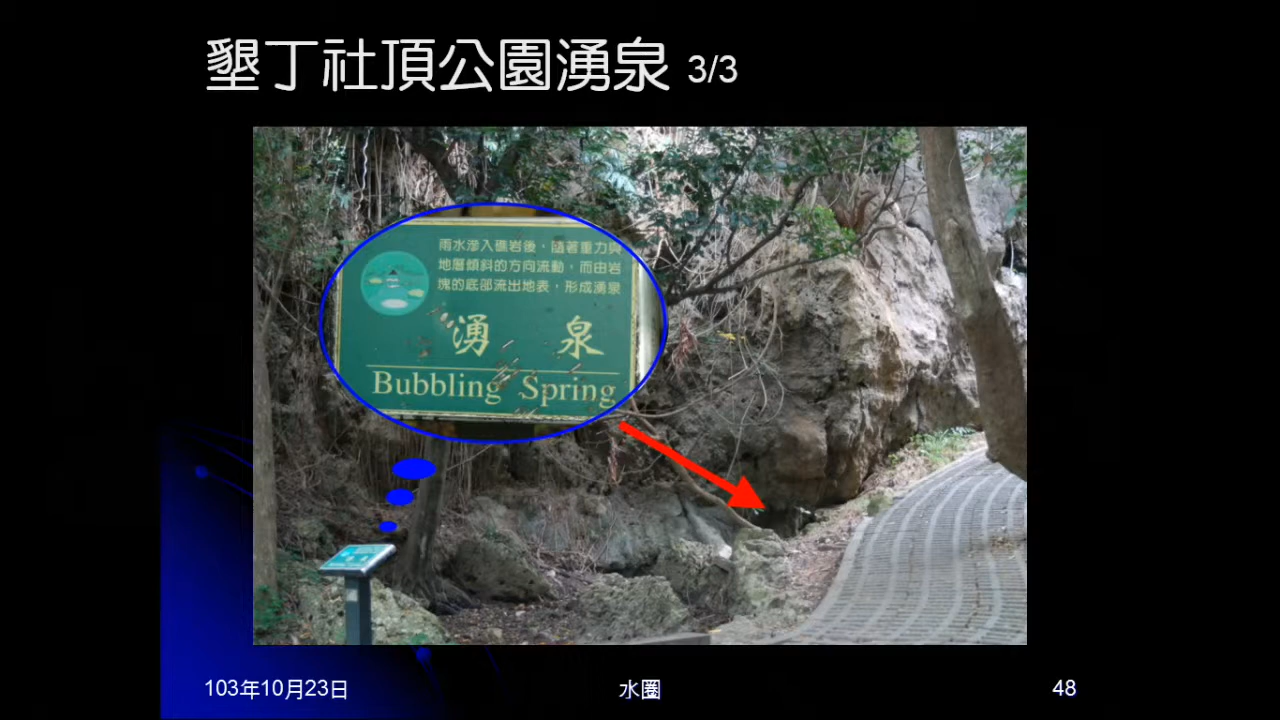 墾丁社頂公園湧泉 3/3
雨水滲入礁岩後，隨著重力與
地層傾斜的方向流動，而由岩
塊的底部流出地表，形成湧泉
湧 泉
Bubbling Spring
103年10月23日
水圈
48